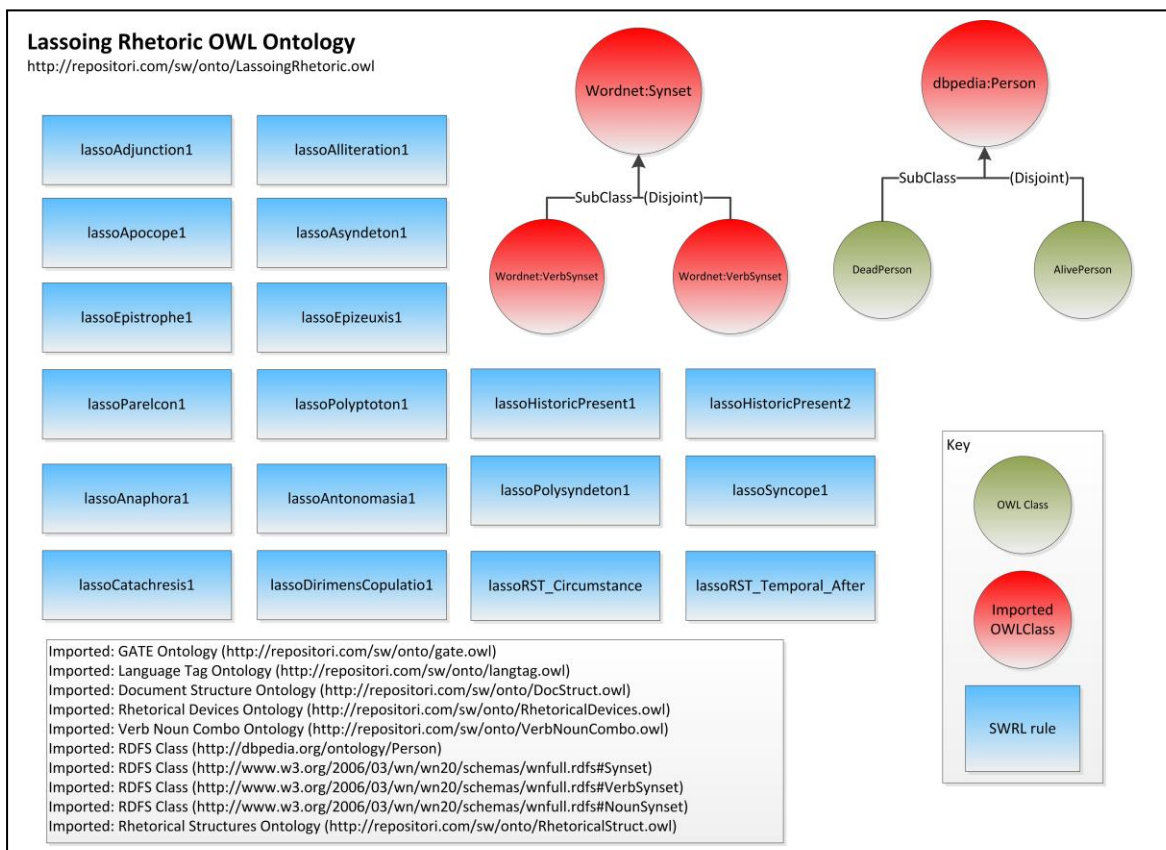 Lassoing Rhetoric OWL Ontology
http://repositori.com/sw/onto/LassoingRhetoric.owl
Wordnet:Synset
dbpedia:Person
SubClass (Disjoint)
SubClass (Disjoint)
Wordnet:VerbSynset
Wordnet:VerbSynset
DeadPerson
AlivePerson
lassoAdjunction1
lassoAlliteration1
lassoApocope1
lassoAsyndeton1
lassoEpistrophe1
lassoEpizeuxis1
lassoParelcon1
lassoPolyptoton1
lassoHistoricPresent1
lassoHistoricPresent2
lassoAnaphora1
lassoAntonomasia1
lassoPolysyndeton1
lassoSyncope1
lassoCatachresis1
lassoDirimensCopulatio1
lassoRST_Circumstance
lassoRST_Temporal_After
Key
OWL Class
Imported
OWLClass
SWRL rule
Imported: GATE Ontology (http://repositori.com/sw/onto/gate.owl)
Imported: Language Tag Ontology (http://repositori.com/sw/onto/langtag.owl)
Imported: Document Structure Ontology (http://repositori.com/sw/onto/DocStruct.owl)
Imported: Rhetorical Devices Ontology (http://repositori.com/sw/onto/RhetoricalDevices.owl)
Imported: Verb Noun Combo Ontology (http://repositori.com/sw/onto/VerbNounCombo.owl)
Imported: RDFS Class (http://dbpedia.org/ontology/Person)
Imported: RDFS Class (http://www.w3.org/2006/03/wn/wn20/schemas/wnfull.rdfs#Synset)
Imported: RDFS Class (http://www.w3.org/2006/03/wn/wn20/schemas/wnfull.rdfs#VerbSynset)
Imported: RDFS Class (http://www.w3.org/2006/03/wn/wn20/schemas/wnfull.rdfs#NounSynset)
Imported: Rhetorical Structures Ontology (http://repositori.com/sw/onto/RhetoricalStruct.owl)